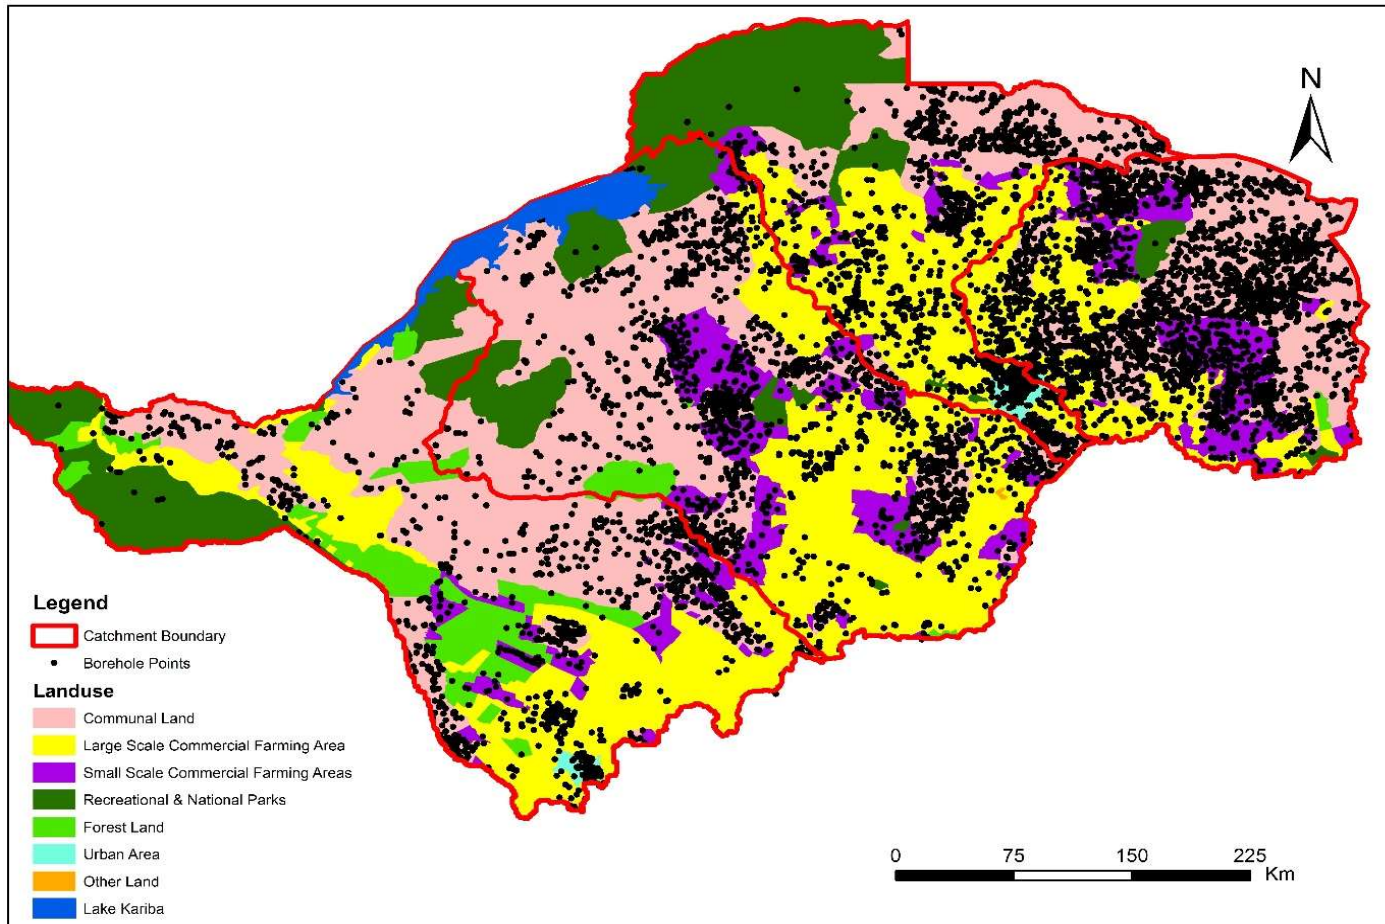 N
Legend
Catchment Boundary
Borehole Points
Landuse
Communal Land
Large Scale Commercial Farming Area
Small Scale Commercial Farming Areas
Recreational & National Parks
Forest Land
Urban Area
Other Land
Lake Kariba
0 75 150 225
Km